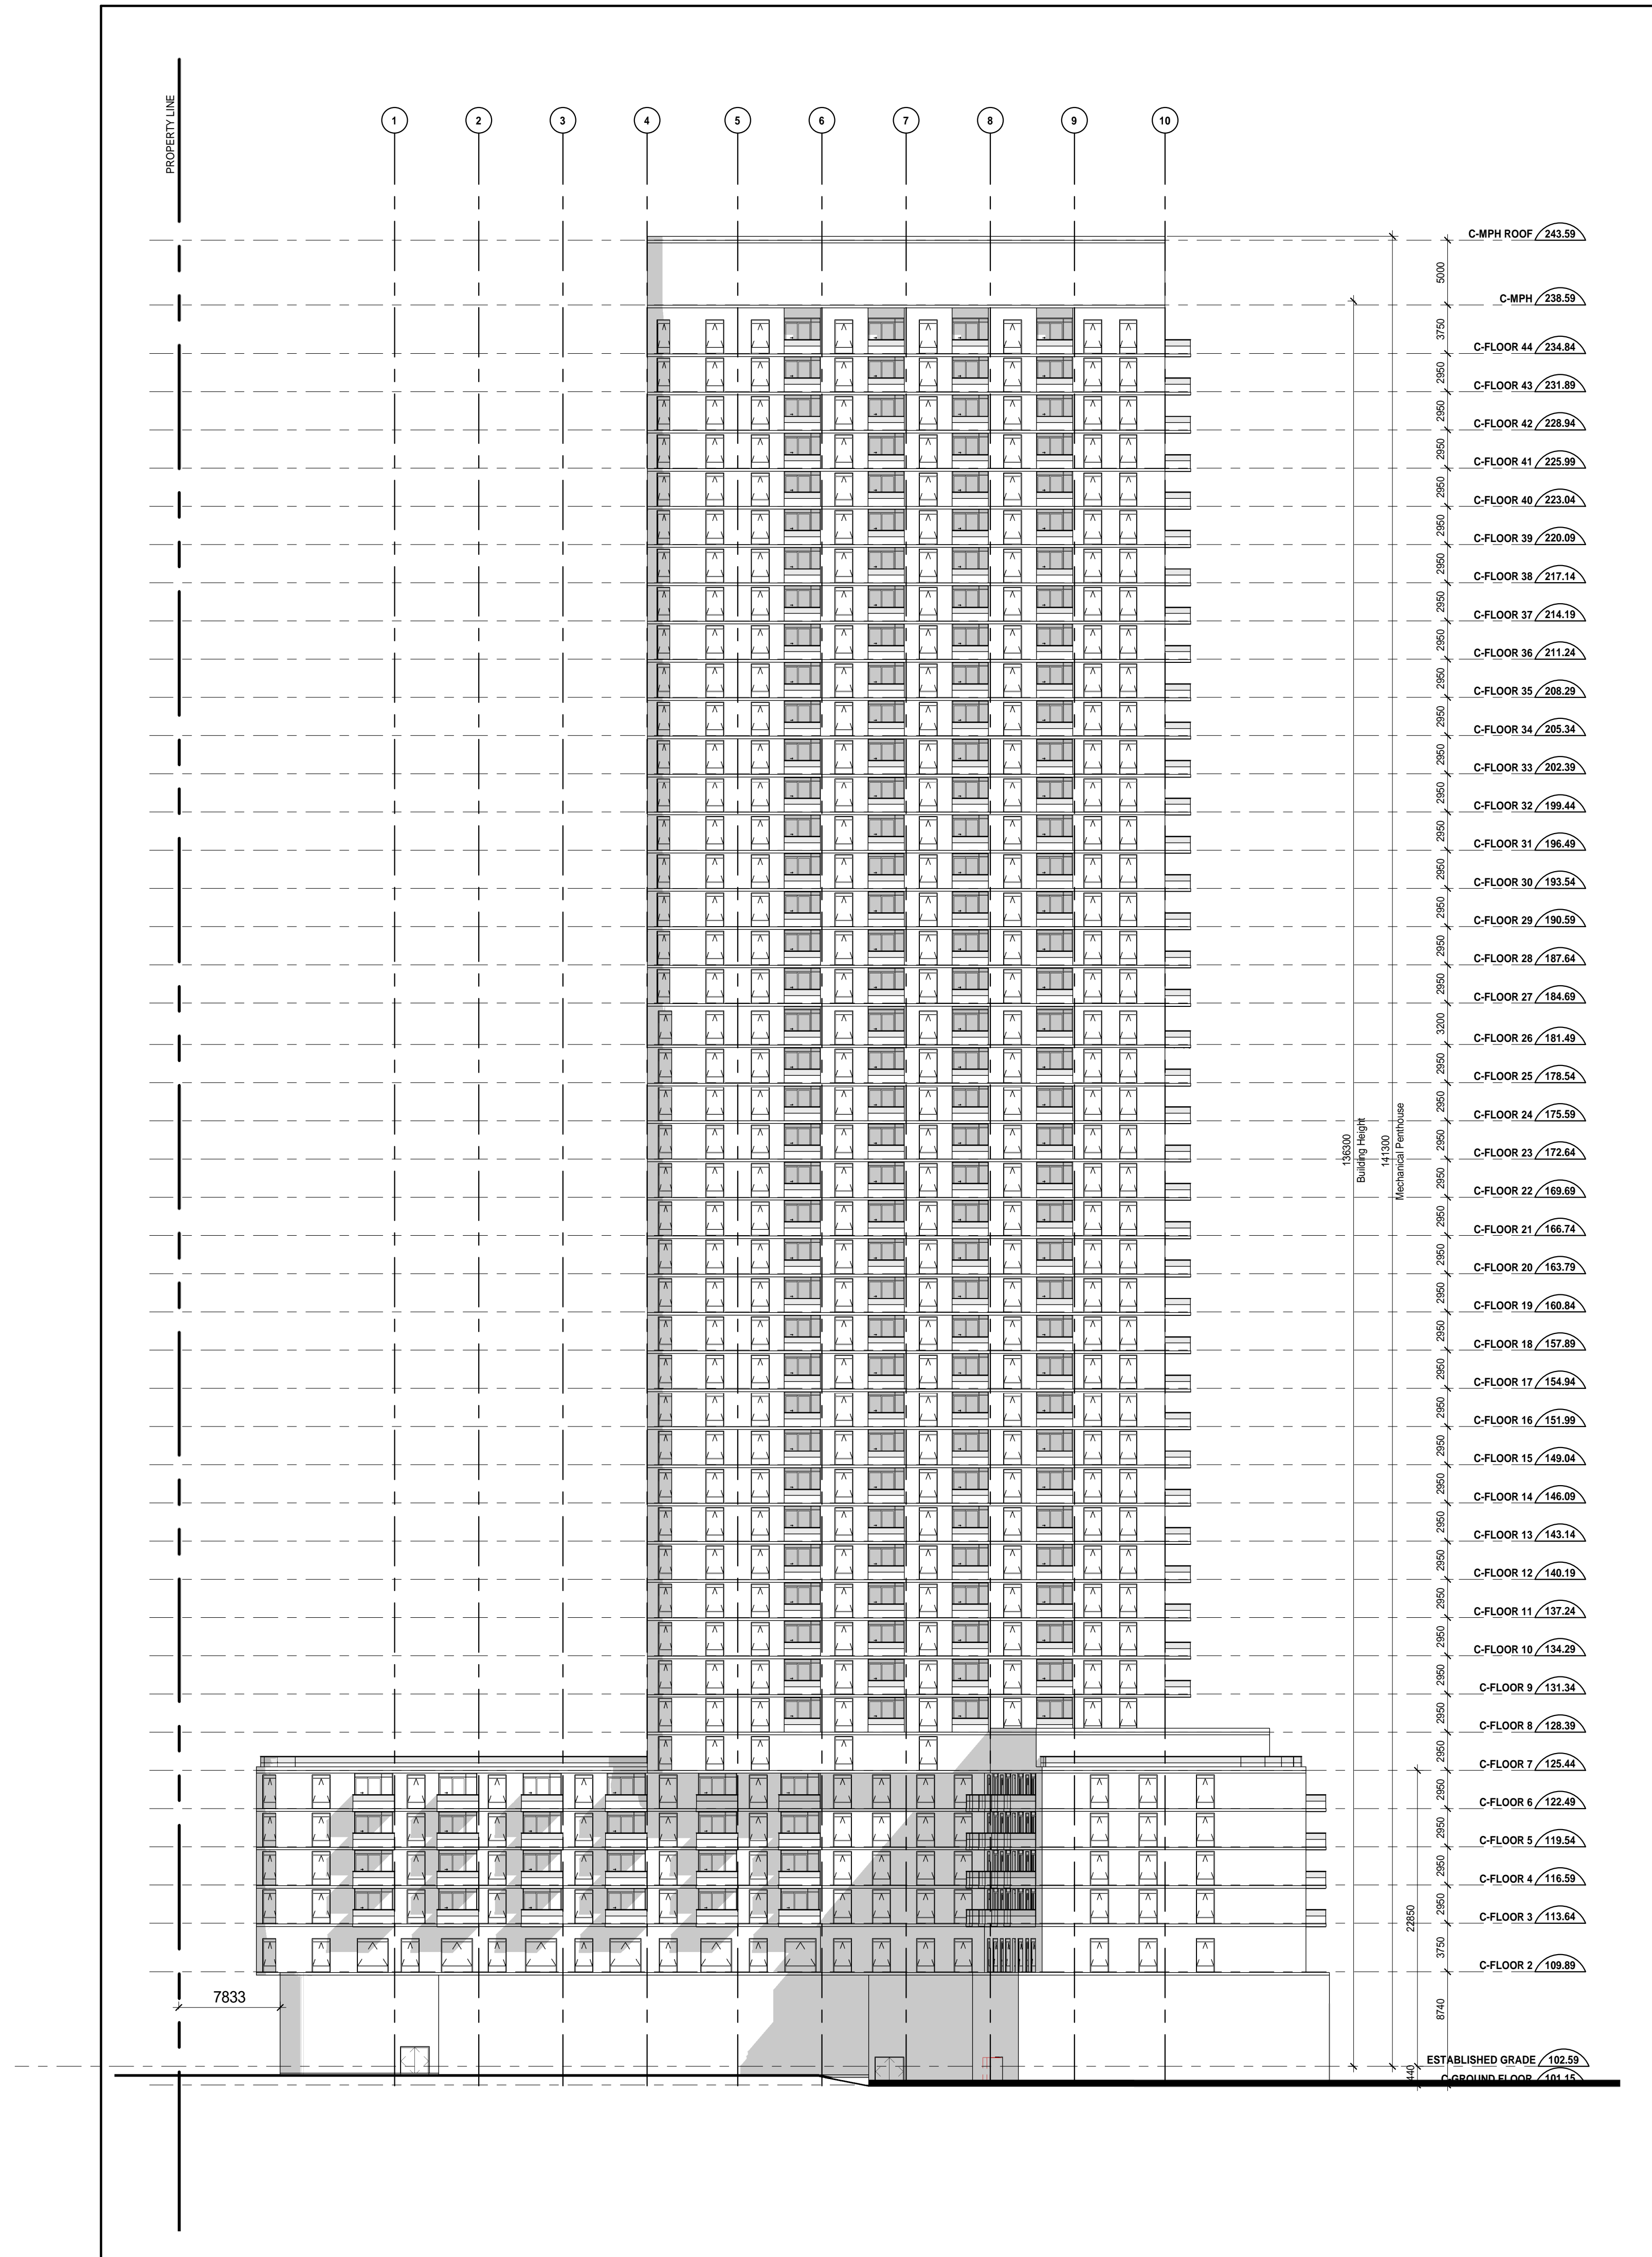 PROPERTY LINE
1 2 3 4 5 6 7 8 9 10
C-MPH ROOF 243.59
5000
C-MPH 238.59
3750
C-FLOOR 44 234.84
2950
C-FLOOR 43 231.89
2950
C-FLOOR 42 228.94
2950
C-FLOOR 41 225.99
2950
C-FLOOR 40 223.04
2950
C-FLOOR 39 220.09
2950
C-FLOOR 38 217.14
2950
C-FLOOR 37 214.19
2950
C-FLOOR 36 211.24
2950
C-FLOOR 35 208.29
2950
C-FLOOR 34 205.34
2950
C-FLOOR 33 202.39
2950
C-FLOOR 32 199.44
2950
C-FLOOR 31 196.49
2950
C-FLOOR 30 193.54
2950
C-FLOOR 29 190.59
2950
C-FLOOR 28 187.64
2950
C-FLOOR 27 184.69
3200
C-FLOOR 26 181.49
2950
C-FLOOR 25 178.54
2950
C-FLOOR 24 175.59
2950
C-FLOOR 23 172.64
136300
Building Height
141300
Mechanical Penthouse
2950
C-FLOOR 22 169.69
2950
C-FLOOR 21 166.74
2950
C-FLOOR 20 163.79
2950
C-FLOOR 19 160.84
2950
C-FLOOR 18 157.89
2950
C-FLOOR 17 154.94
2950
C-FLOOR 16 151.99
2950
C-FLOOR 15 149.04
2950
C-FLOOR 14 146.09
2950
C-FLOOR 13 143.14
2950
C-FLOOR 12 140.19
2950
C-FLOOR 11 137.24
2950
C-FLOOR 10 134.29
2950
C-FLOOR 9 131.34
2950
C-FLOOR 8 128.39
2950
C-FLOOR 7 125.44
2950
C-FLOOR 6 122.49
2950
C-FLOOR 5 119.54
2950
C-FLOOR 4 116.59
2950
C-FLOOR 3 113.64
22850
3750
C-FLOOR 2 109.89
7833
8740
ESTABLISHED GRADE 102.59
C-GROUND FLOOR 101.15